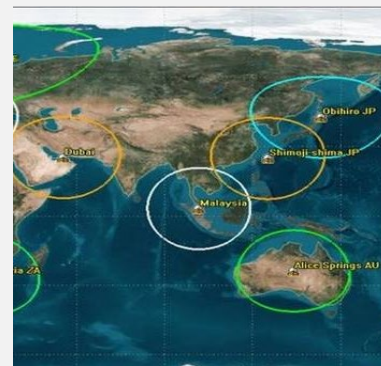 Obihiro JP
Dubai
Shimoji-shima JP
Malaysia
Alice Springs AU
ia ZA